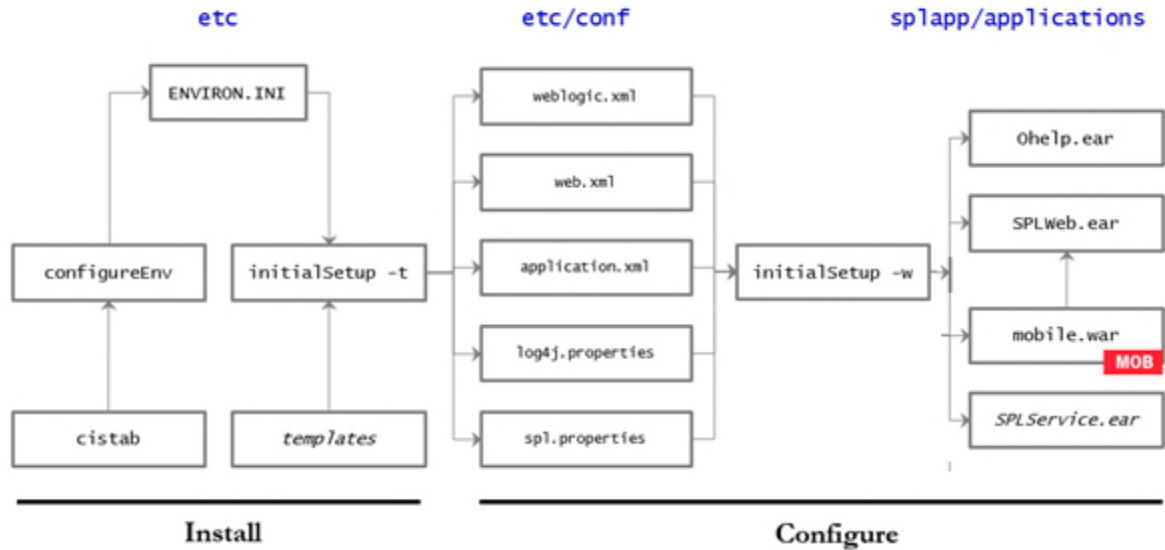 etc
etc/conf
splapp/applications
ENVIRON.INI
configureEnv
initialSetup -t
cistab
templates
weblogic.xml
web.xml
application.xml
log4j.properties
spl.properties
initialSetup -w
Ohelp.ear
SPLWeb.ear
mobile.war
MOB
SPLService.ear
Install
Configure